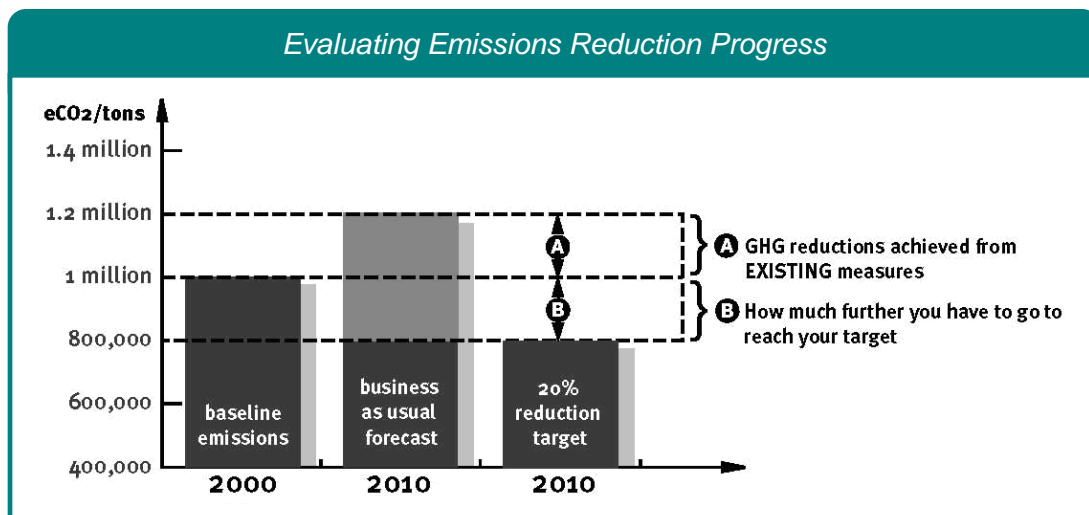 Evaluating Emissions Reduction Progress
eCO2/tons
1.4 million
1.2 million
1 million
800,000
600,000
400,000
baseline
emissions
business
as usual
forecast
20%
reduction
target
2000
2010
2010
A
B
A GHG reductions achieved from
EXISTING measures
B How much further you have to go to
reach your target